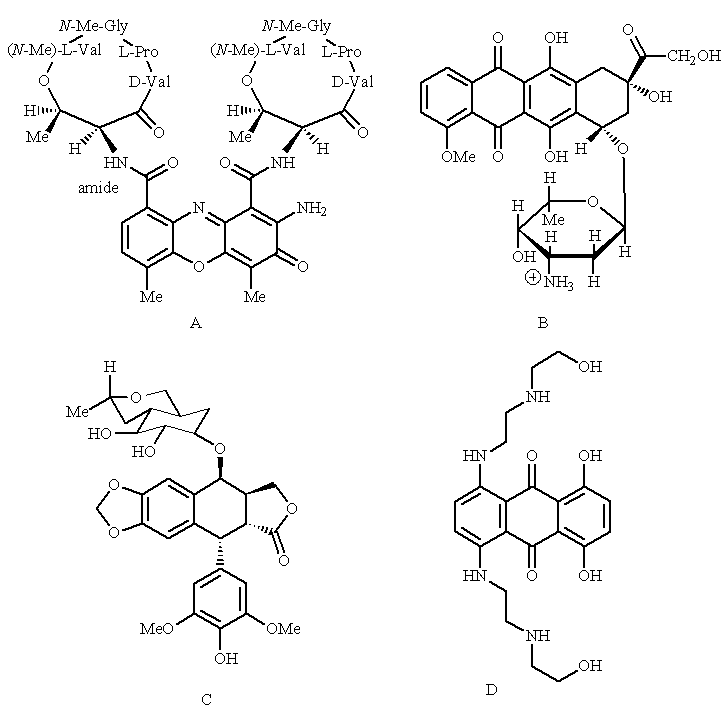 N-Me-Gly
(N-Me)-L-Val L-Pro
O D-Val
H
Me O
H
HN O
amide
N-Me-Gly
(N-Me)-L-Val L-Pro
O D-Val
H
Me O
H
O NH
N NH2
O O
Me Me
A
O OH O
CH2OH
OH
OMe O OH H O
H
H O
Me
H H
OH H
+ NH3 H
B
H
O
Me
HO
HO O
O
O
O
O
MeO OMe
OH
C
OH
NH
HN O OH
HN O OH
NH
OH
D